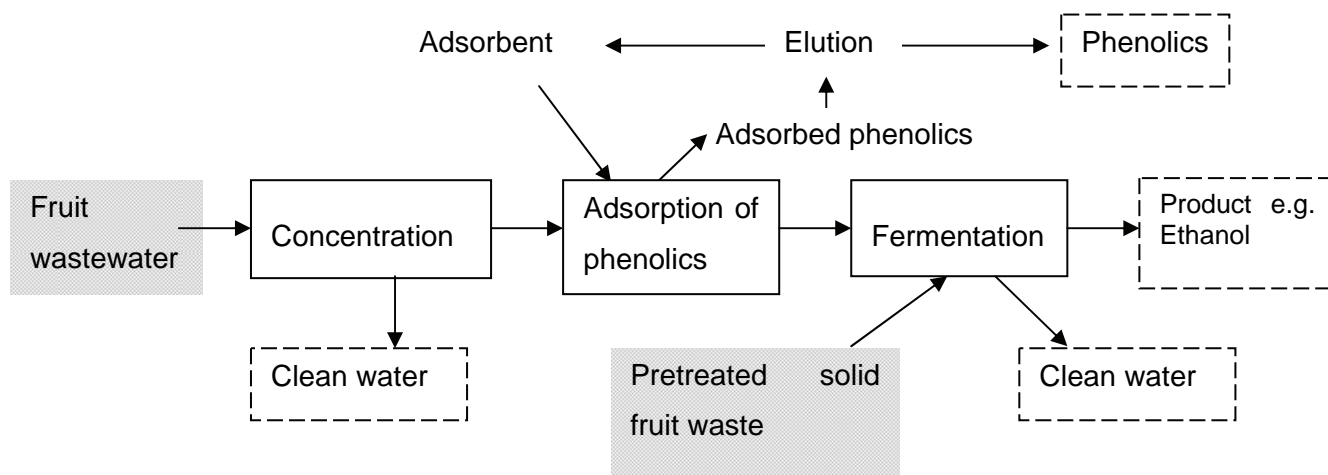 Adsorbent
Elution
Phenolics
Adsorbed phenolics
Fruit
wastewater
Concentration
Adsorption of
phenolics
Fermentation
Product e.g.
Ethanol
Clean water
Pretreated solid
fruit waste
Clean water